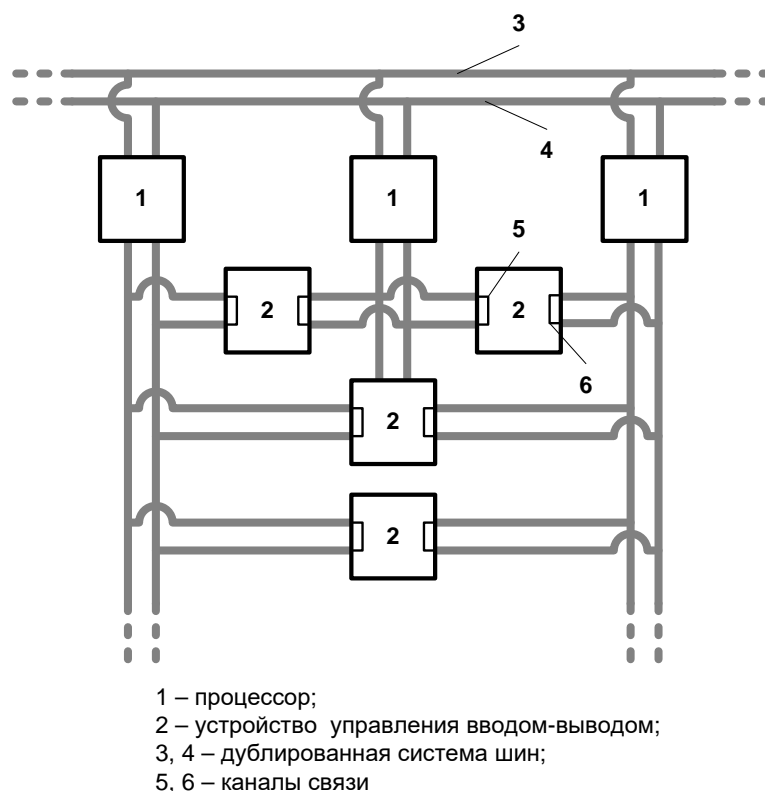 3
4
1 1 1
5
2 2
6
2
2
1 – процессор;
2 – устройство управления вводом-выводом;
3, 4 – дублированная система шин;
5, 6 – каналы связи